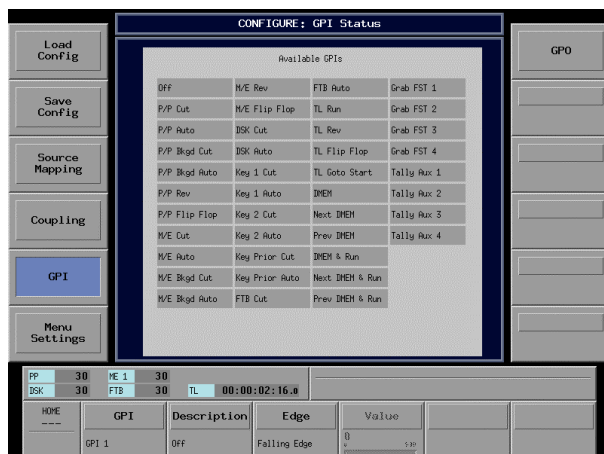 CONFIGURE: GPI Status
Load Config
Save Config
Source Mapping
Coupling
GPI
Menu Settings
GPO
Available GPIs
Off M/E Rev FTB Auto Grab FST 1
P/P Cut M/E Flip Flop TL Run Grab FST 2
P/P Auto DSK Cut TL Rev Grab FST 3
P/P Bkgd Cut DSK Auto TL Flip Flop Grab FST 4
P/P Bkgd Auto Key 1 Cut TL Goto Start Tally Aux 1
P/P Rev Key 1 Auto DMEM Tally Aux 2
P/P Flip Flop Key 2 Cut Next DMEM Tally Aux 3
M/E Cut Key 2 Auto Prev DMEM Tally Aux 4
M/E Auto Key Prior Cut DMEM & Run
M/E Bkgd Cut Key Prior Auto Next DMEM & Run
M/E Bkgd Auto FTB Cut Prev DMEM & Run
PP 30 ME 1 30
DSK 30 FTB 30 TL 00:00:02:16.0
HOME GPI Description Edge Value
---
GPI 1 Off Falling Edge 0